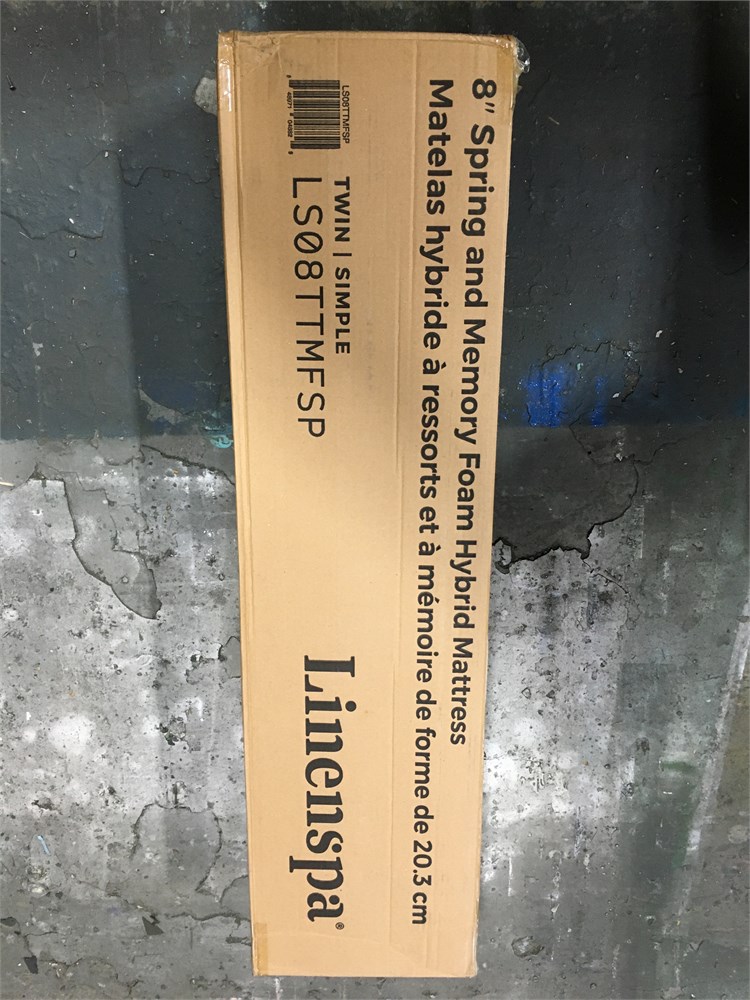 8" Spring and Memory Foam Hybrid Mattress
Matelas hybride à ressorts et à mémoire de forme de 20.3 cm
LS08TTMFSP
TWIN | SIMPLE
LS08TTMFSP
Linenspa®